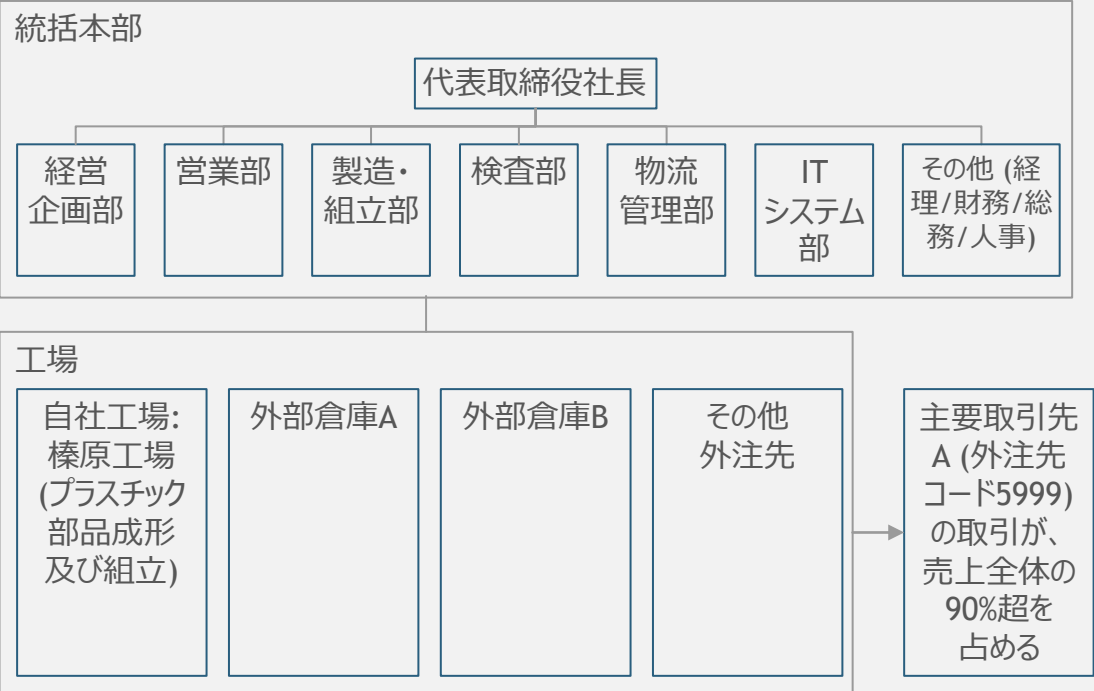 統括本部
代表取締役社長
経営
企画部
営業部
製造・
組立部
検査部
物流
管理部
IT
システム
部
その他 (経
理/財務/総
務/人事)
工場
自社工場:
榛原工場
(プラスチック
部品成形
及び組立)
外部倉庫A
外部倉庫B
その他
外注先
主要取引先
A (外注先
コード5999)
の取引が、
売上全体の
90%超を
占める